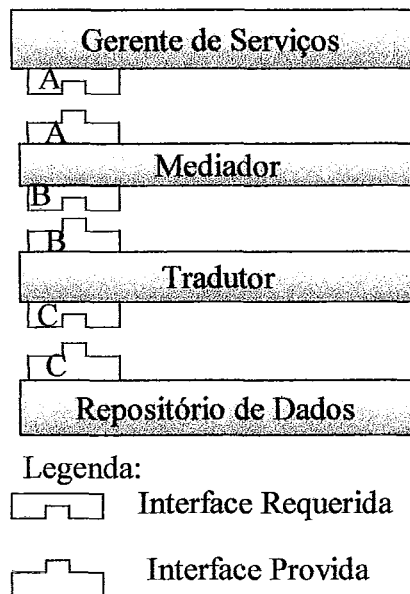 Gerente de Serviços
A
A
Mediador
B
B
Tradutor
C
C
Repositório de Dados
Legenda:
Interface Requerida
Interface Provida